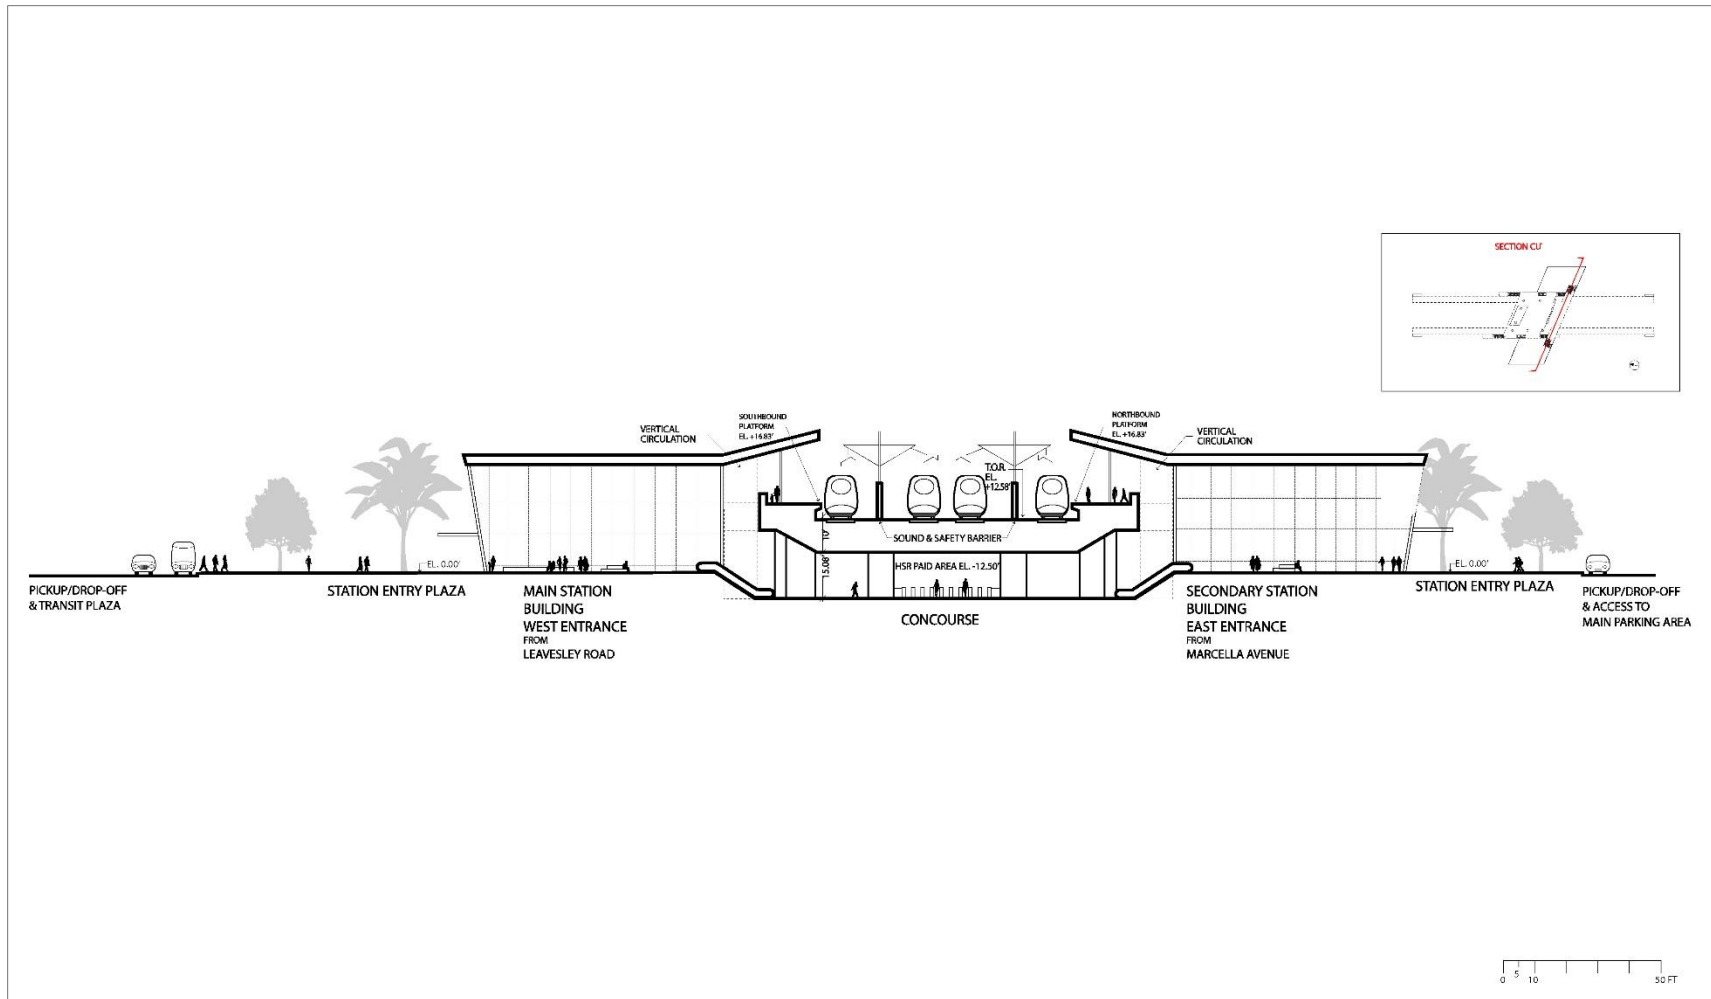 SECTION CUT
SOUTHBOUND
PLATFORM
EL. +16.83'
NORTHBOUND
PLATFORM
EL. +16.83'
VERTICAL
CIRCULATION
VERTICAL
CIRCULATION
T.O.R.
EL.
+12.58'
SOUND & SAFETY BARRIER
10'
15.08'
HSR PAID AREA EL. -12.50'
EL. 0.00'
EL. 0.00'
PICKUP/DROP-OFF
& TRANSIT PLAZA
STATION ENTRY PLAZA
MAIN STATION
BUILDING
WEST ENTRANCE
FROM
LEAVESLEY ROAD
CONCOURSE
SECONDARY STATION
BUILDING
EAST ENTRANCE
FROM
MARCELLA AVENUE
STATION ENTRY PLAZA
PICKUP/DROP-OFF
& ACCESS TO
MAIN PARKING AREA
0 5 10 50 FT